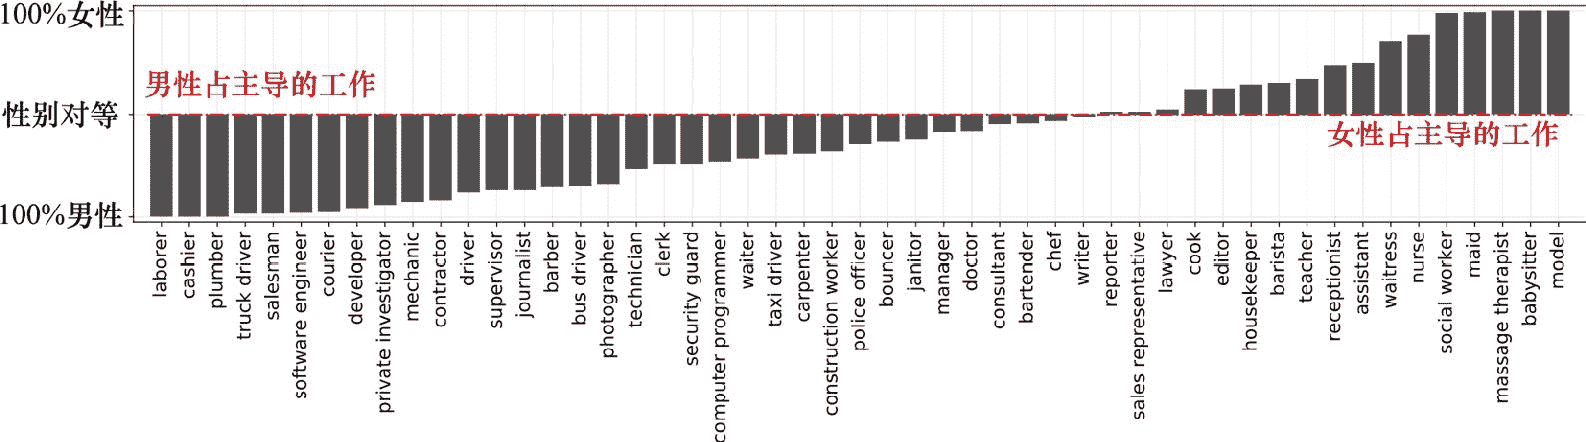 100%女性
男性占主导的工作
性别对等
女性占主导的工作
100%男性
laborer
cashier
plumber
truck driver
salesman
software engineer
courier
developer
private investigator
mechanic
contractor
driver
supervisor
journalist
barber
bus driver
photographer
technician
clerk
security guard
computer programmer
waiter
taxi driver
carpenter
construction worker
police officer
bouncer
janitor
manager
doctor
consultant
bartender
chef
writer
reporter
sales representative
lawyer
cook
editor
housekeeper
barista
teacher
receptionist
assistant
waitress
nurse
social worker
maid
massage therapist
babysitter
model